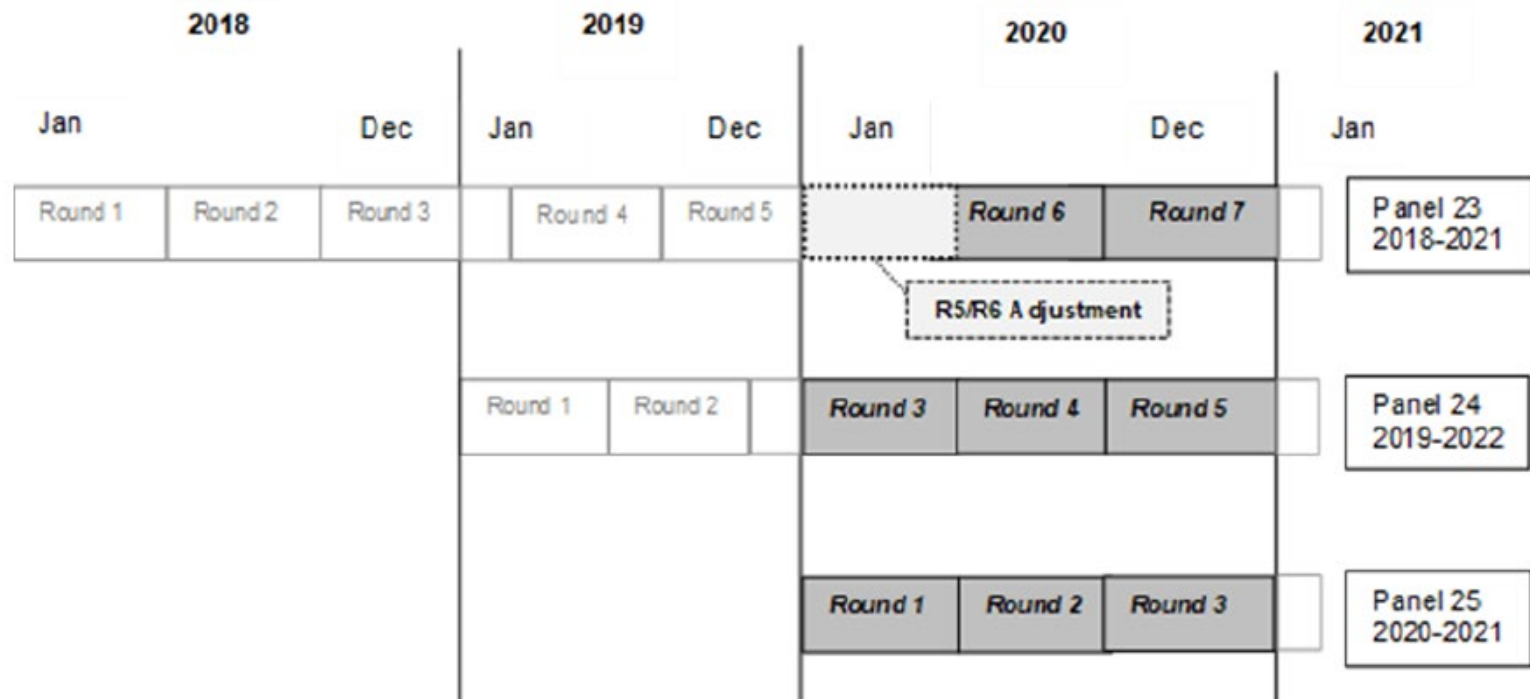 2018 2019 2020 2021
Jan Dec Jan Dec Jan Dec Jan
Round 1 Round 2 Round 3 Round 4 Round 5 Round 6 Round 7 Panel 23
2018-2021
R5/R6 A djustment
Round 1 Round 2 Round 3 Round 4 Round 5 Panel 24
2019-2022
Round 1 Round 2 Round 3 Panel 25
2020-2021